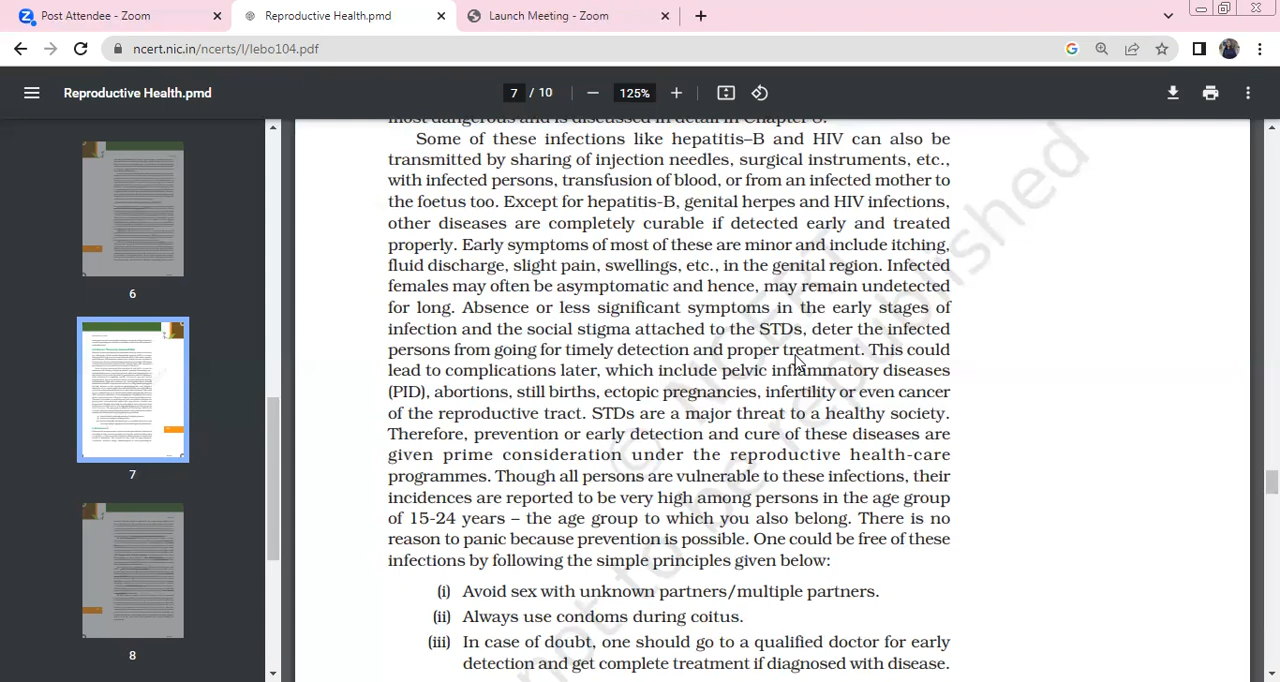 Post Attendee - Zoom
Reproductive Health.pmd
Launch Meeting - Zoom
ncert.nic.in/ncerts/l/lebo104.pdf
Reproductive Health.pmd
7 / 10
125%
most dangerous and is discussed in detail in Chapter 8.
Some of these infections like hepatitis–B and HIV can also be
transmitted by sharing of injection needles, surgical instruments, etc.,
with infected persons, transfusion of blood, or from an infected mother to
the foetus too. Except for hepatitis-B, genital herpes and HIV infections,
other diseases are completely curable if detected early and treated
properly. Early symptoms of most of these are minor and include itching,
fluid discharge, slight pain, swellings, etc., in the genital region. Infected
females may often be asymptomatic and hence, may remain undetected
for long. Absence or less significant symptoms in the early stages of
infection and the social stigma attached to the STDs, deter the infected
persons from going for timely detection and proper treatment. This could
lead to complications later, which include pelvic inflammatory diseases
(PID), abortions, still births, ectopic pregnancies, infertility or even cancer
of the reproductive tract. STDs are a major threat to a healthy society.
Therefore, prevention or early detection and cure of these diseases are
given prime consideration under the reproductive health-care
programmes. Though all persons are vulnerable to these infections, their
incidences are reported to be very high among persons in the age group
of 15-24 years – the age group to which you also belong. There is no
reason to panic because prevention is possible. One could be free of these
infections by following the simple principles given below:
(i) Avoid sex with unknown partners/multiple partners.
(ii) Always use condoms during coitus.
(iii) In case of doubt, one should go to a qualified doctor for early
detection and get complete treatment if diagnosed with disease.
6
7
8